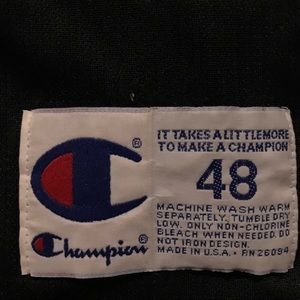 IT TAKES A LITTLE MORE
TO MAKE A CHAMPION
®
48
Champion®
MACHINE WASH WARM
SEPARATELY. TUMBLE DRY
LOW. ONLY NON-CHLORINE
BLEACH WHEN NEEDED. DO
NOT IRON DESIGN.
MADE IN U.S.A. • RN 26094